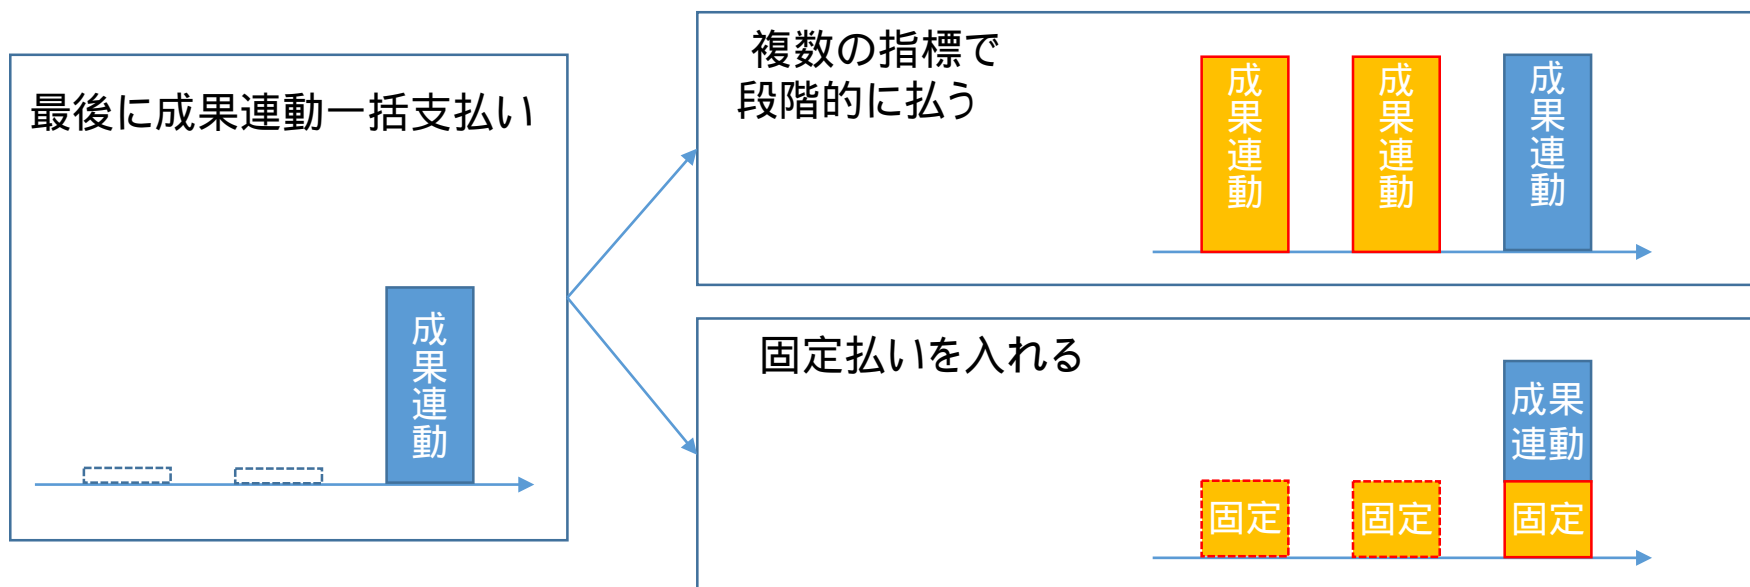 最後に成果連動一括支払い
成果連動
複数の指標で
段階的に払う
成果連動
成果連動
成果連動
固定払いを入れる
成果
連動
固定
固定
固定